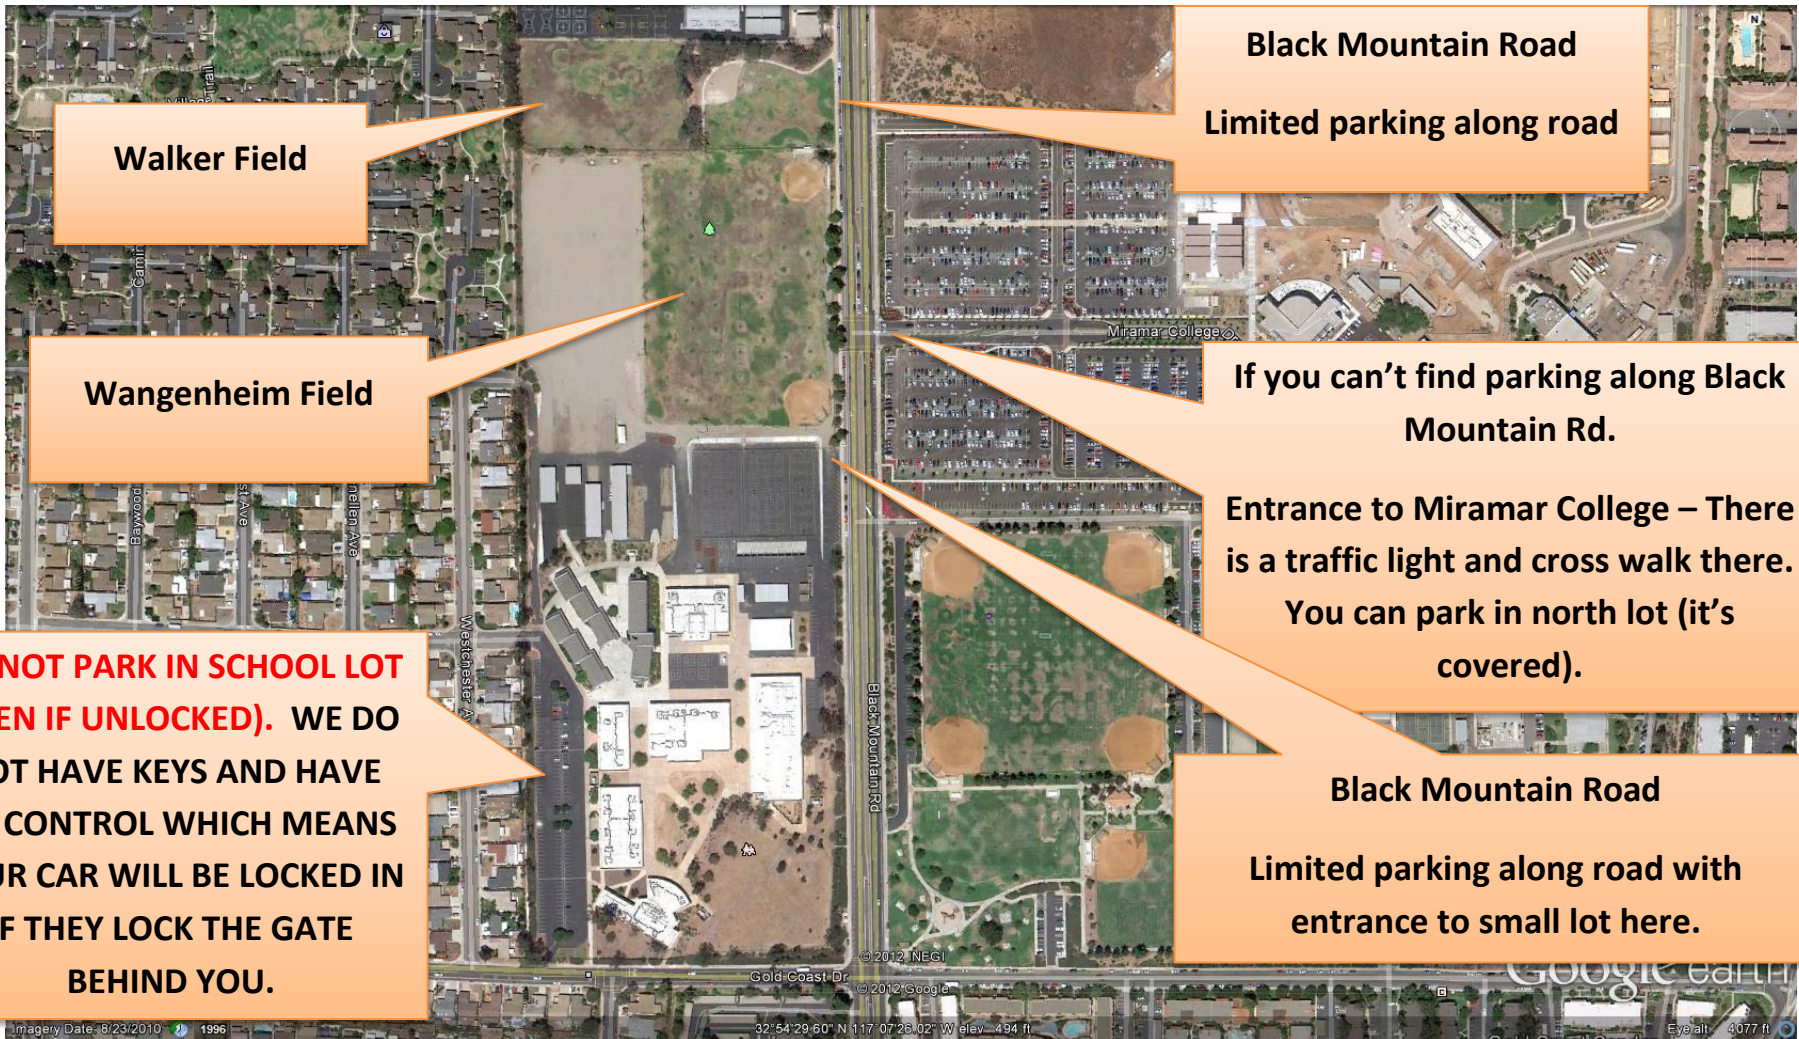 Black Mountain Road
Limited parking along road
Walker Field
Wangenheim Field
Miramar College
If you can’t find parking along Black
Mountain Rd.
Entrance to Miramar College – There
is a traffic light and cross walk there.
You can park in north lot (it’s
covered).
Baywood
st Ave
nellen Ave
Westchester A
Black Mountain Rd
NOT PARK IN SCHOOL LOT
EN IF UNLOCKED). WE DO
OT HAVE KEYS AND HAVE
CONTROL WHICH MEANS
UR CAR WILL BE LOCKED IN
F THEY LOCK THE GATE
BEHIND YOU.
Black Mountain Road
Limited parking along road with
entrance to small lot here.
© 2012 INEGI
Gold Coast Dr
© 2012 Google
Google earth
Imagery Date: 8/23/2010 1996
32°54'29.60" N 117°07'26.02" W elev 494 ft
Eye alt 4077 ft